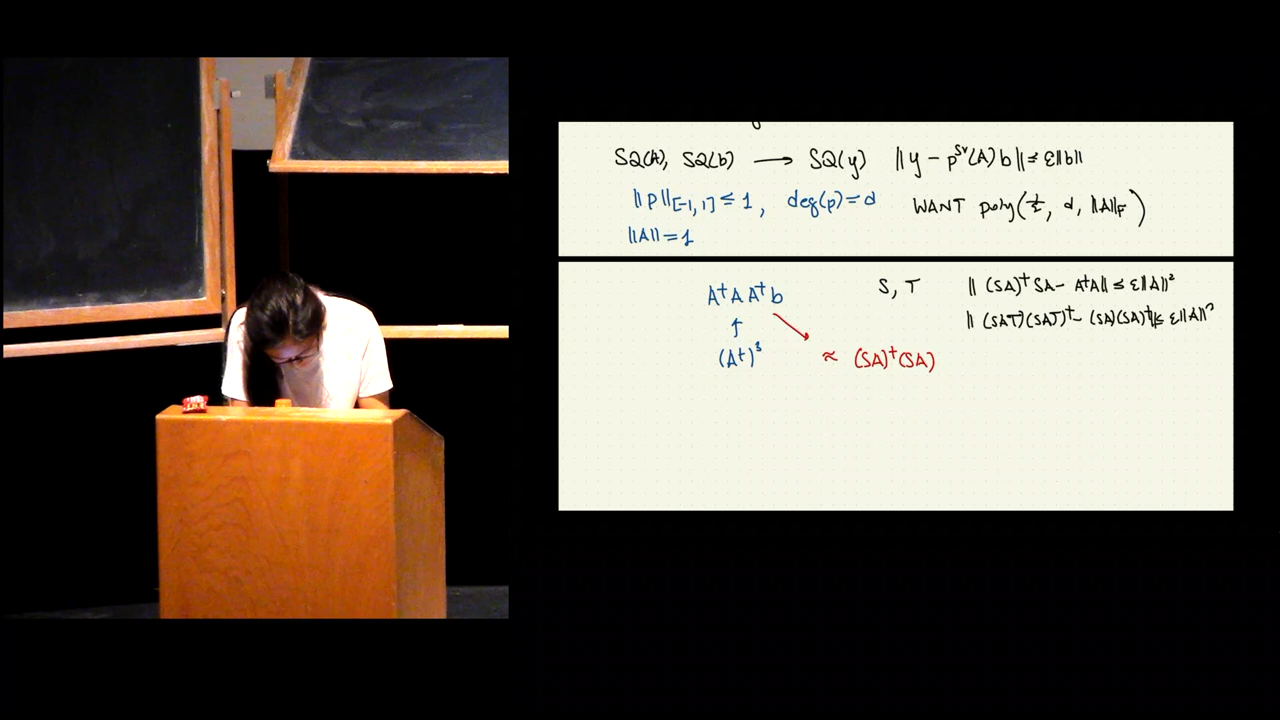 SQ(A), SQ(b) → SQ(y) ‖y - p^{SV}(A)b‖ ≤ ε‖b‖
‖p‖_{[-1,1]} ≤ 1, deg(p) = d WANT poly(1/ε, d, ‖A‖_F)
‖A‖ = 1
A†A A†b S, T ‖(SA)†SA - A†A‖ ≤ ε‖A‖²
↑ ‖(SAT)(SAT)† - (SA)(SA)†‖ ≤ ε‖A‖²
(A†)³ ≈ (SA)†(SA)